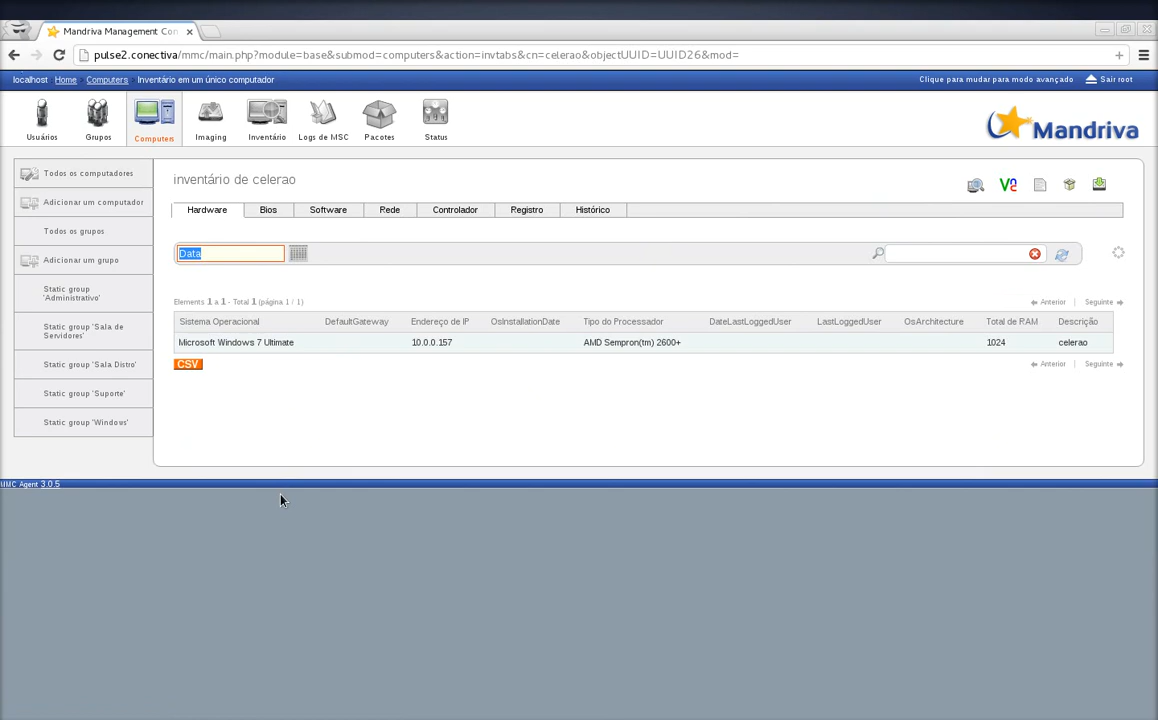 Mandriva Management Con
pulse2.conectiva/mmc/main.php?module=base&submod=computers&action=invtabs&cn=celerao&objectUUID=UUID26&mod=
localhost Home Computers Inventário em um único computador Clique para mudar para modo avançado Sair root
Usuários Grupos Computers Imaging Inventário Logs de MSC Pacotes Status
Mandriva
Todos os computadores
Adicionar um computador
Todos os grupos
Adicionar um grupo
Static group
'Administrativo'
Static group 'Sala de
Servidores'
Static group 'Sala Distro'
Static group 'Suporte'
Static group 'Windows'
inventário de celerao
Hardware Bios Software Rede Controlador Registro Histórico
Data
Elements 1 a 1 - Total 1 (página 1 / 1) Anterior | Seguinte
Sistema Operacional DefaultGateway Endereço de IP OsInstallationDate Tipo do Processador DateLastLoggedUser LastLoggedUser OsArchitecture Total de RAM Descrição
Microsoft Windows 7 Ultimate 10.0.0.157 AMD Sempron(tm) 2600+ 1024 celerao
CSV Anterior | Seguinte
MMC Agent 3.0.5